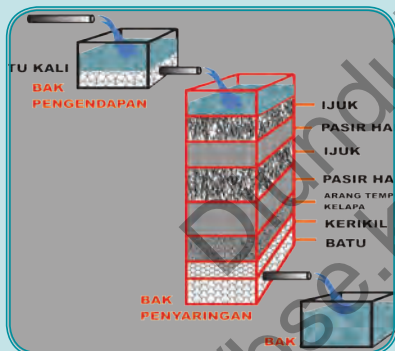 TU KALI
BAK
PENGENDAPAN
IJUK
PASIR HA
IJUK
PASIR HA
ARANG TEMP
KELAPA
KERIKIL
BATU
BAK
PENYARINGAN
BAK